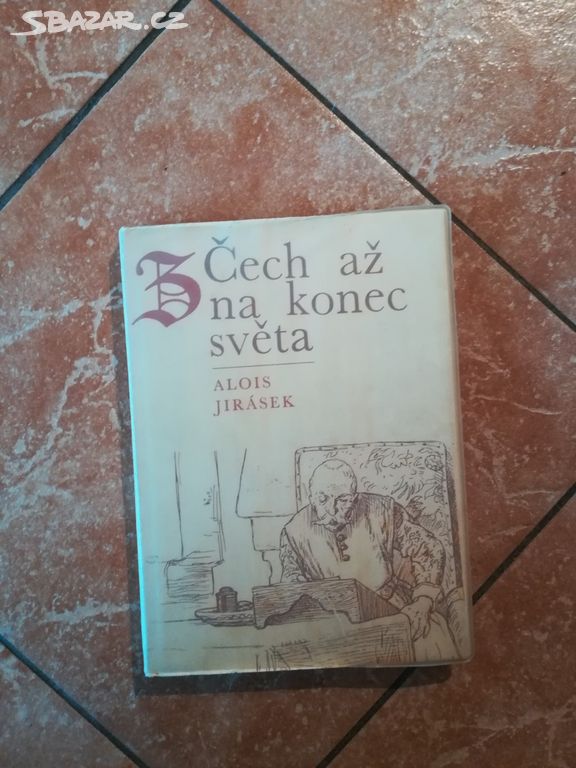 SBAZAR.CZ
Z Čech až
na konec
světa
ALOIS
JIRÁSEK